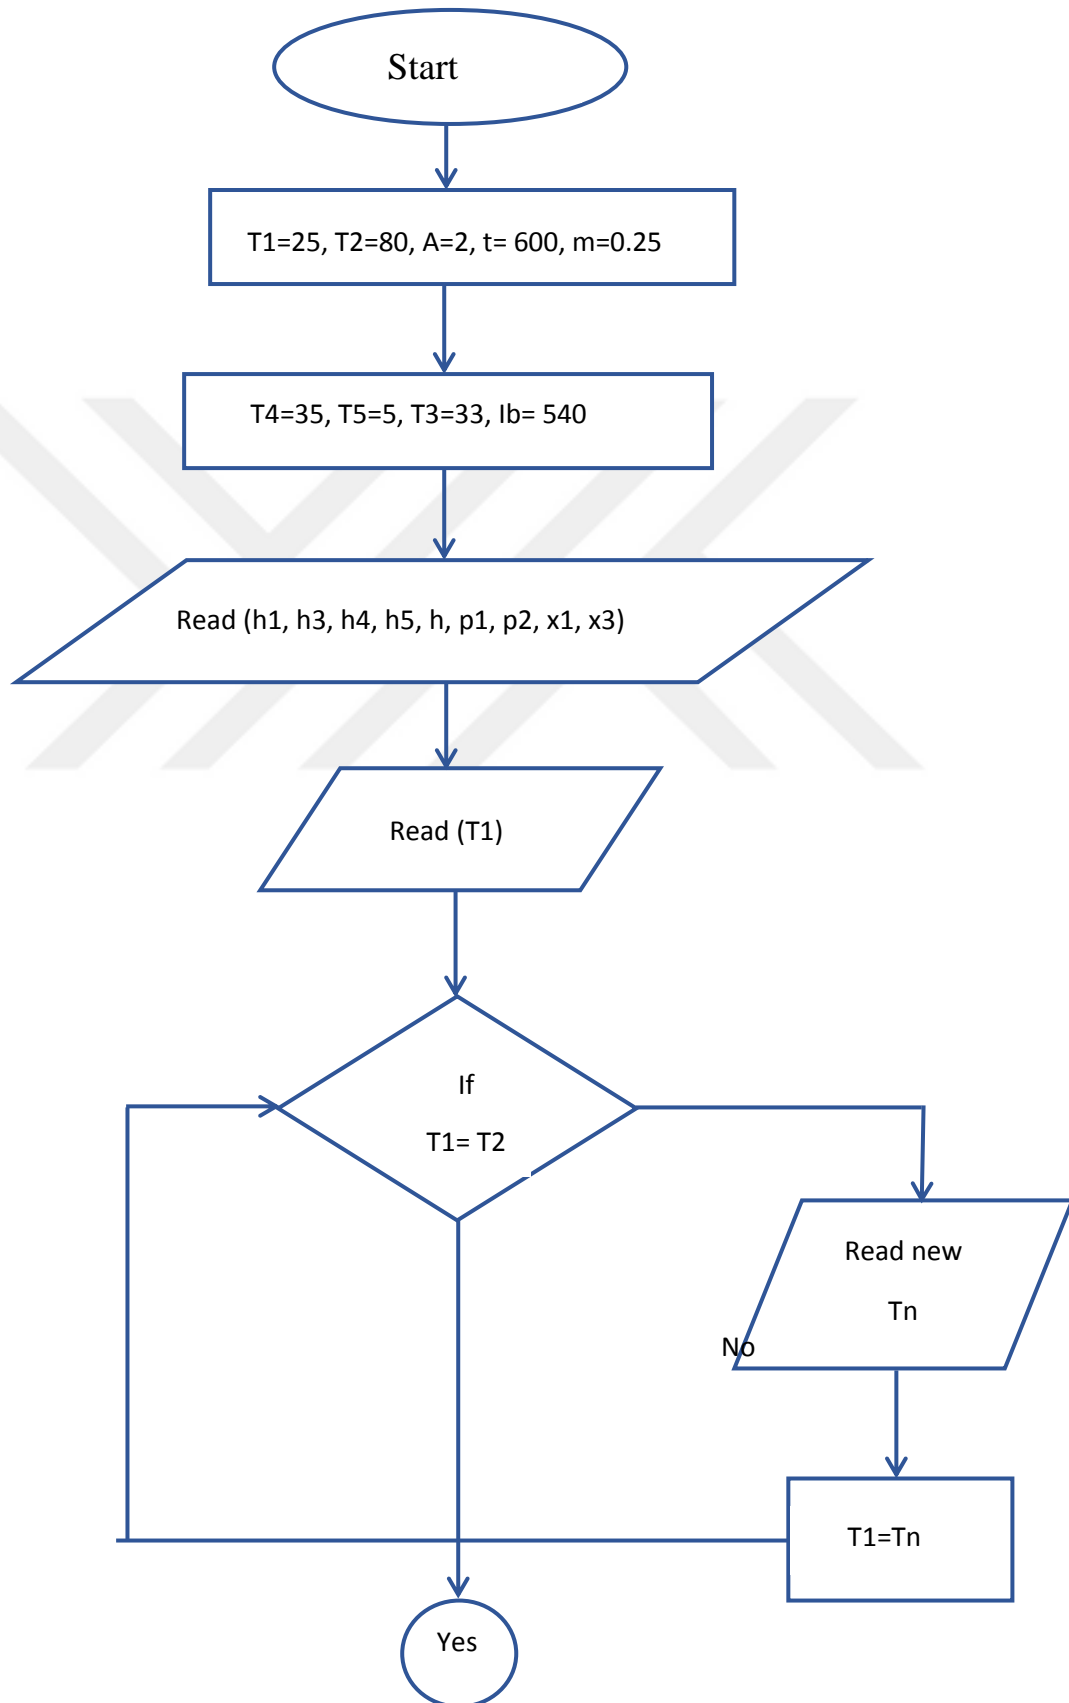 Start
T1=25, T2=80, A=2, t= 600, m=0.25
T4=35, T5=5, T3=33, Ib= 540
Read (h1, h3, h4, h5, h, p1, p2, x1, x3)
Read (T1)
If
T1= T2
Read new
Tn
No
T1=Tn
Yes